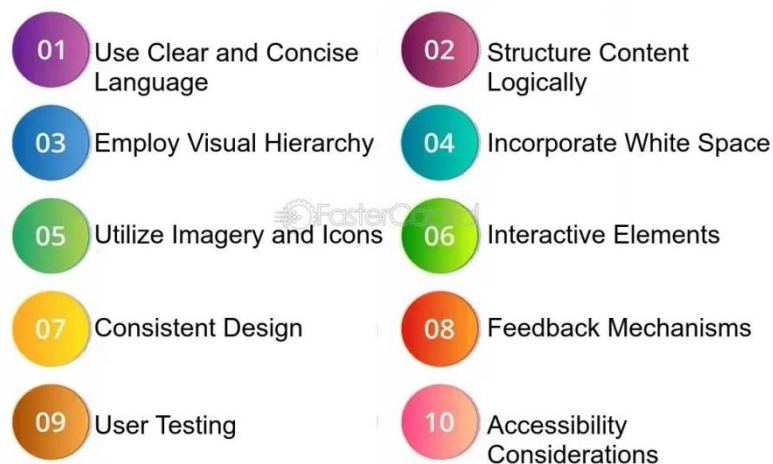 01 Use Clear and Concise
Language
02 Structure Content
Logically
03 Employ Visual Hierarchy
04 Incorporate White Space
FasterCapital
05 Utilize Imagery and Icons
06 Interactive Elements
07 Consistent Design
08 Feedback Mechanisms
09 User Testing
10 Accessibility
Considerations